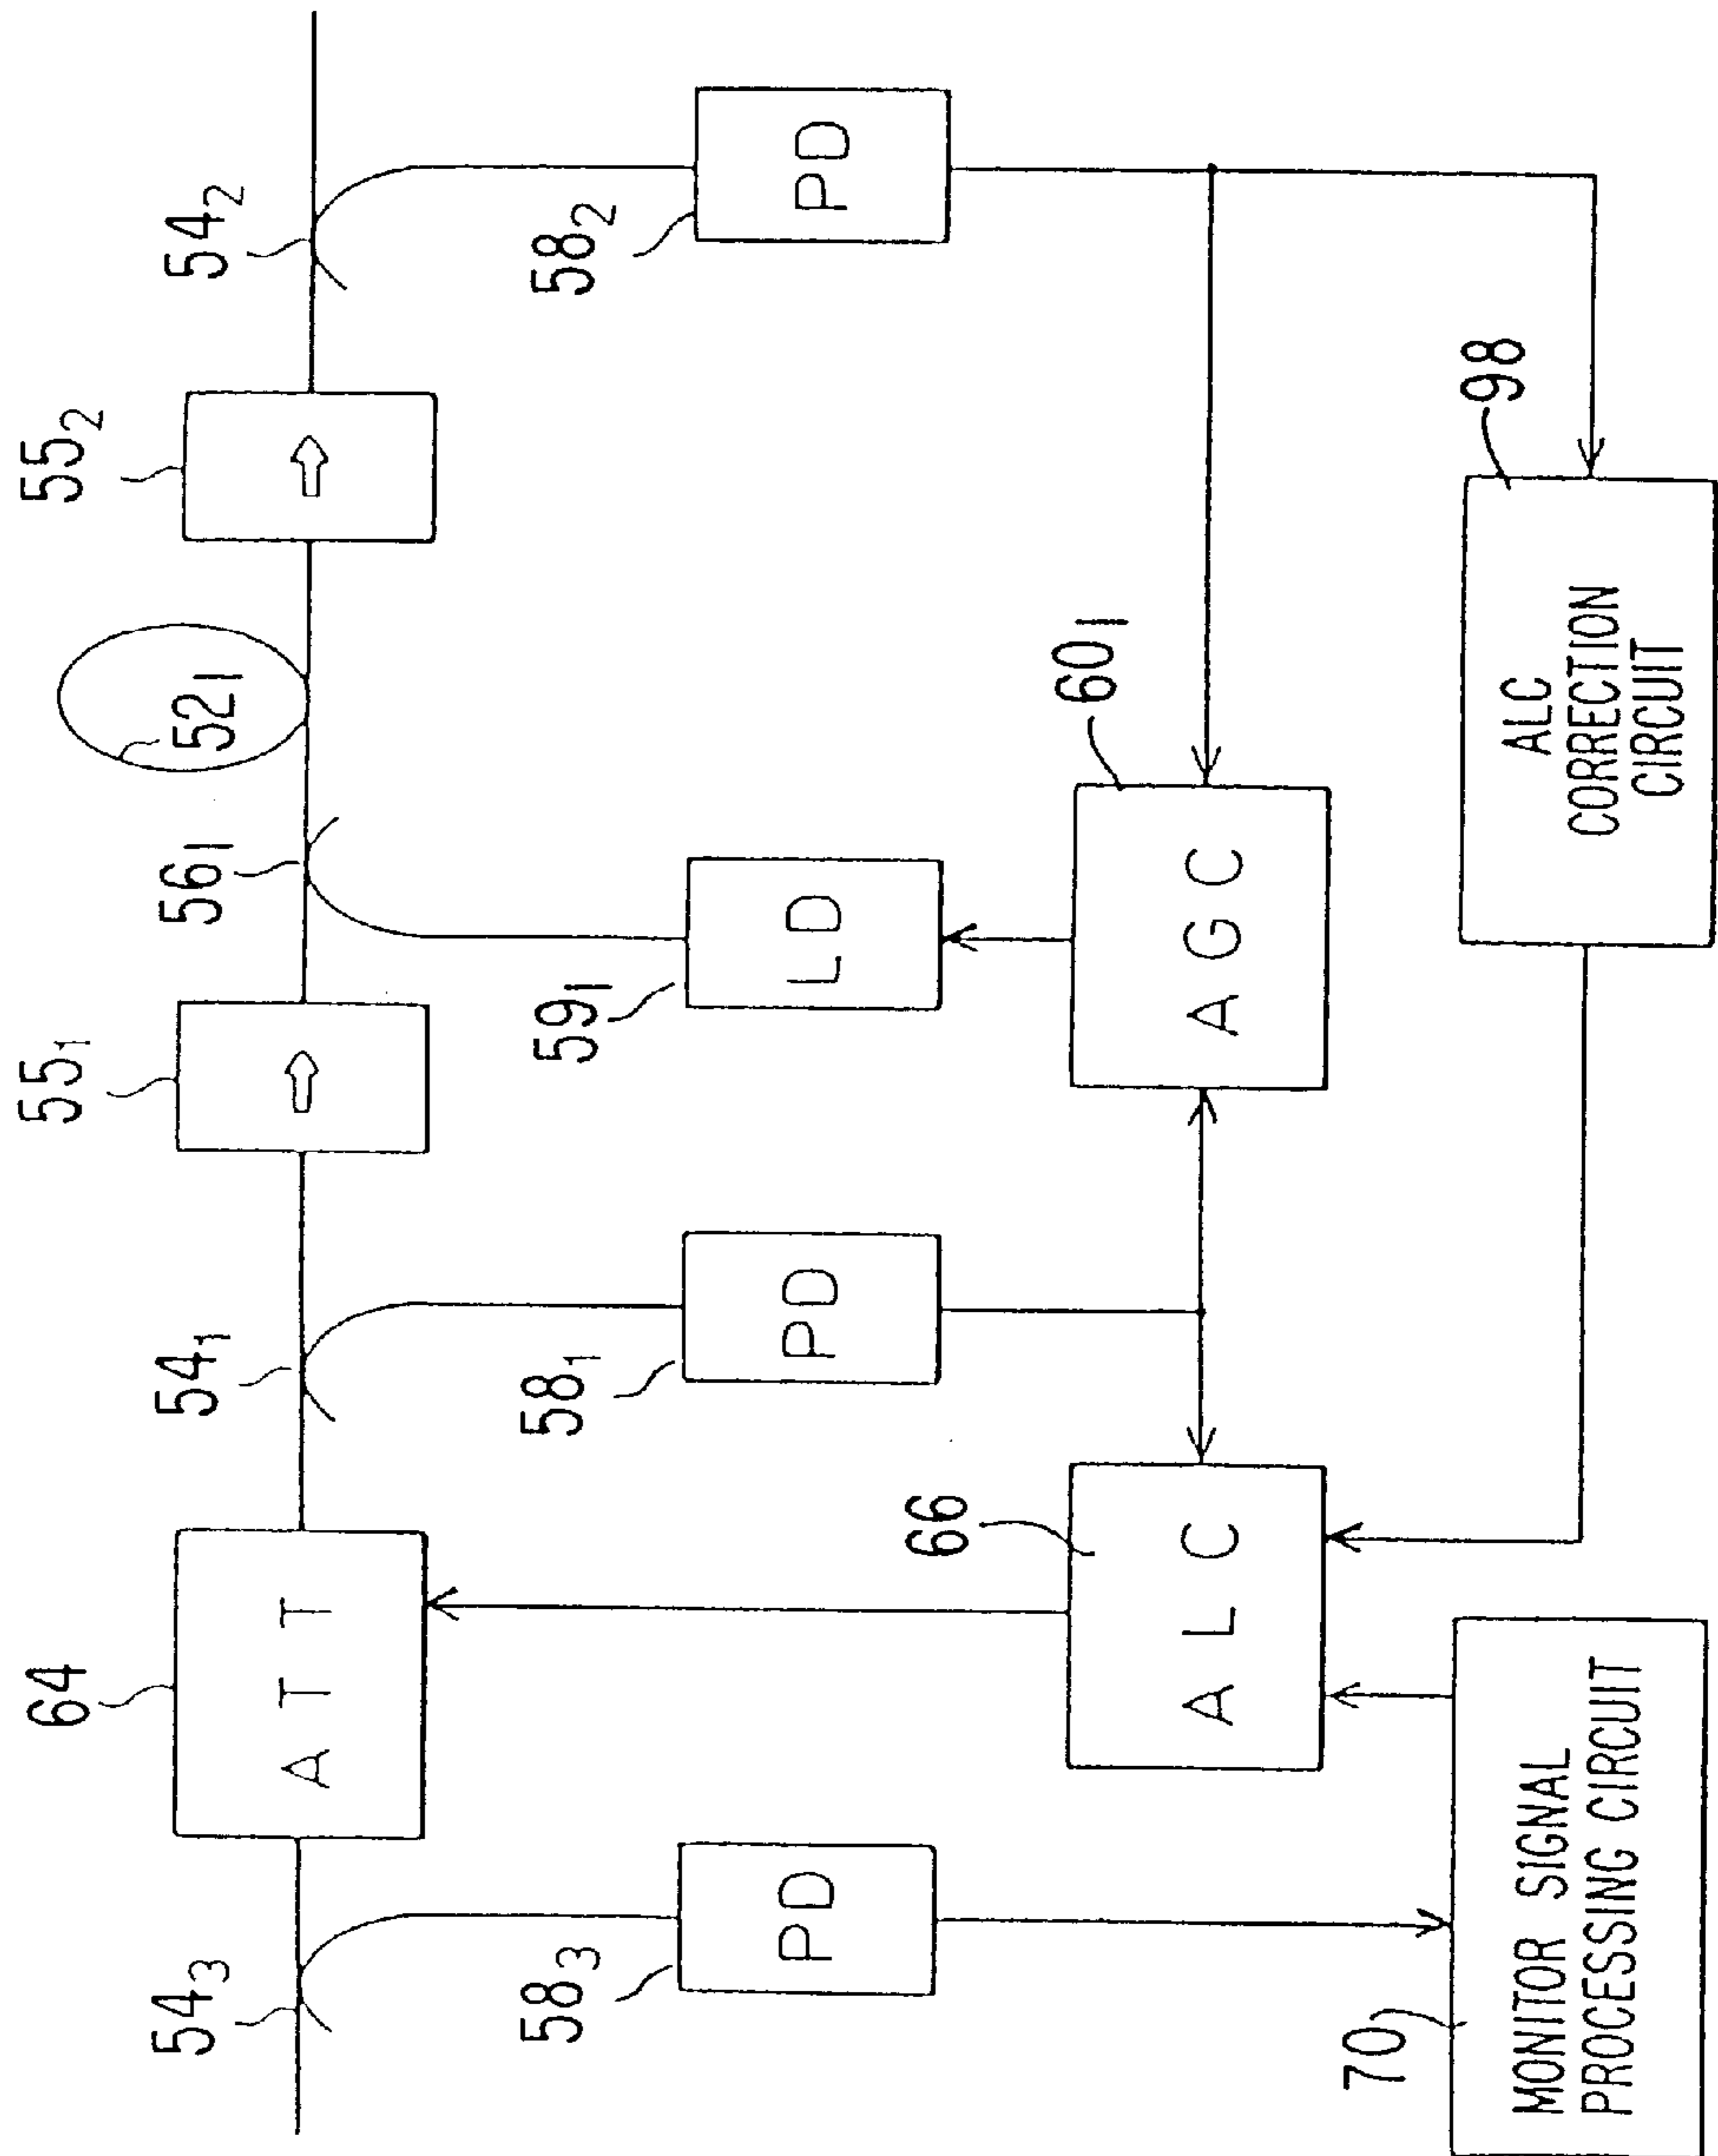 54₃
64
54₁
55₁
56₁
52₁
55₂
54₂
ATT
58₃
PD
58₁
PD
59₁
LD
58₂
PD
66
ALC
60₁
AGC
70
MONITOR SIGNAL
PROCESSING CIRCUIT
98
ALC
CORRECTION
CIRCUIT